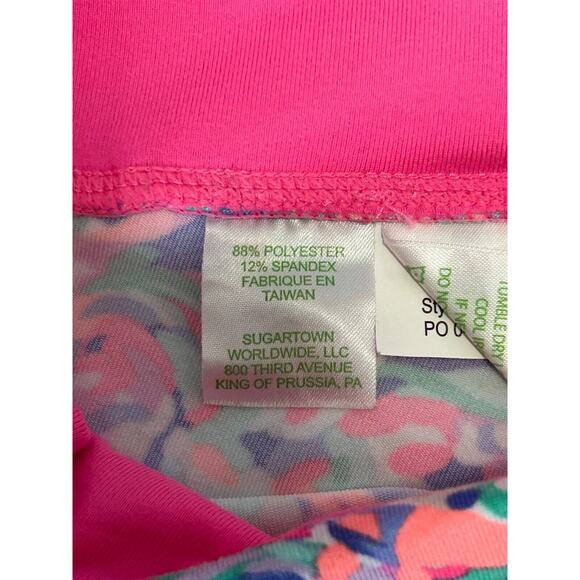 88% POLYESTER
12% SPANDEX
FABRIQUE EN
TAIWAN
SUGARTOWN
WORLDWIDE, LLC
800 THIRD AVENUE
KING OF PRUSSIA, PA
TUMBLE DRY
COOL
IF
DO
PO